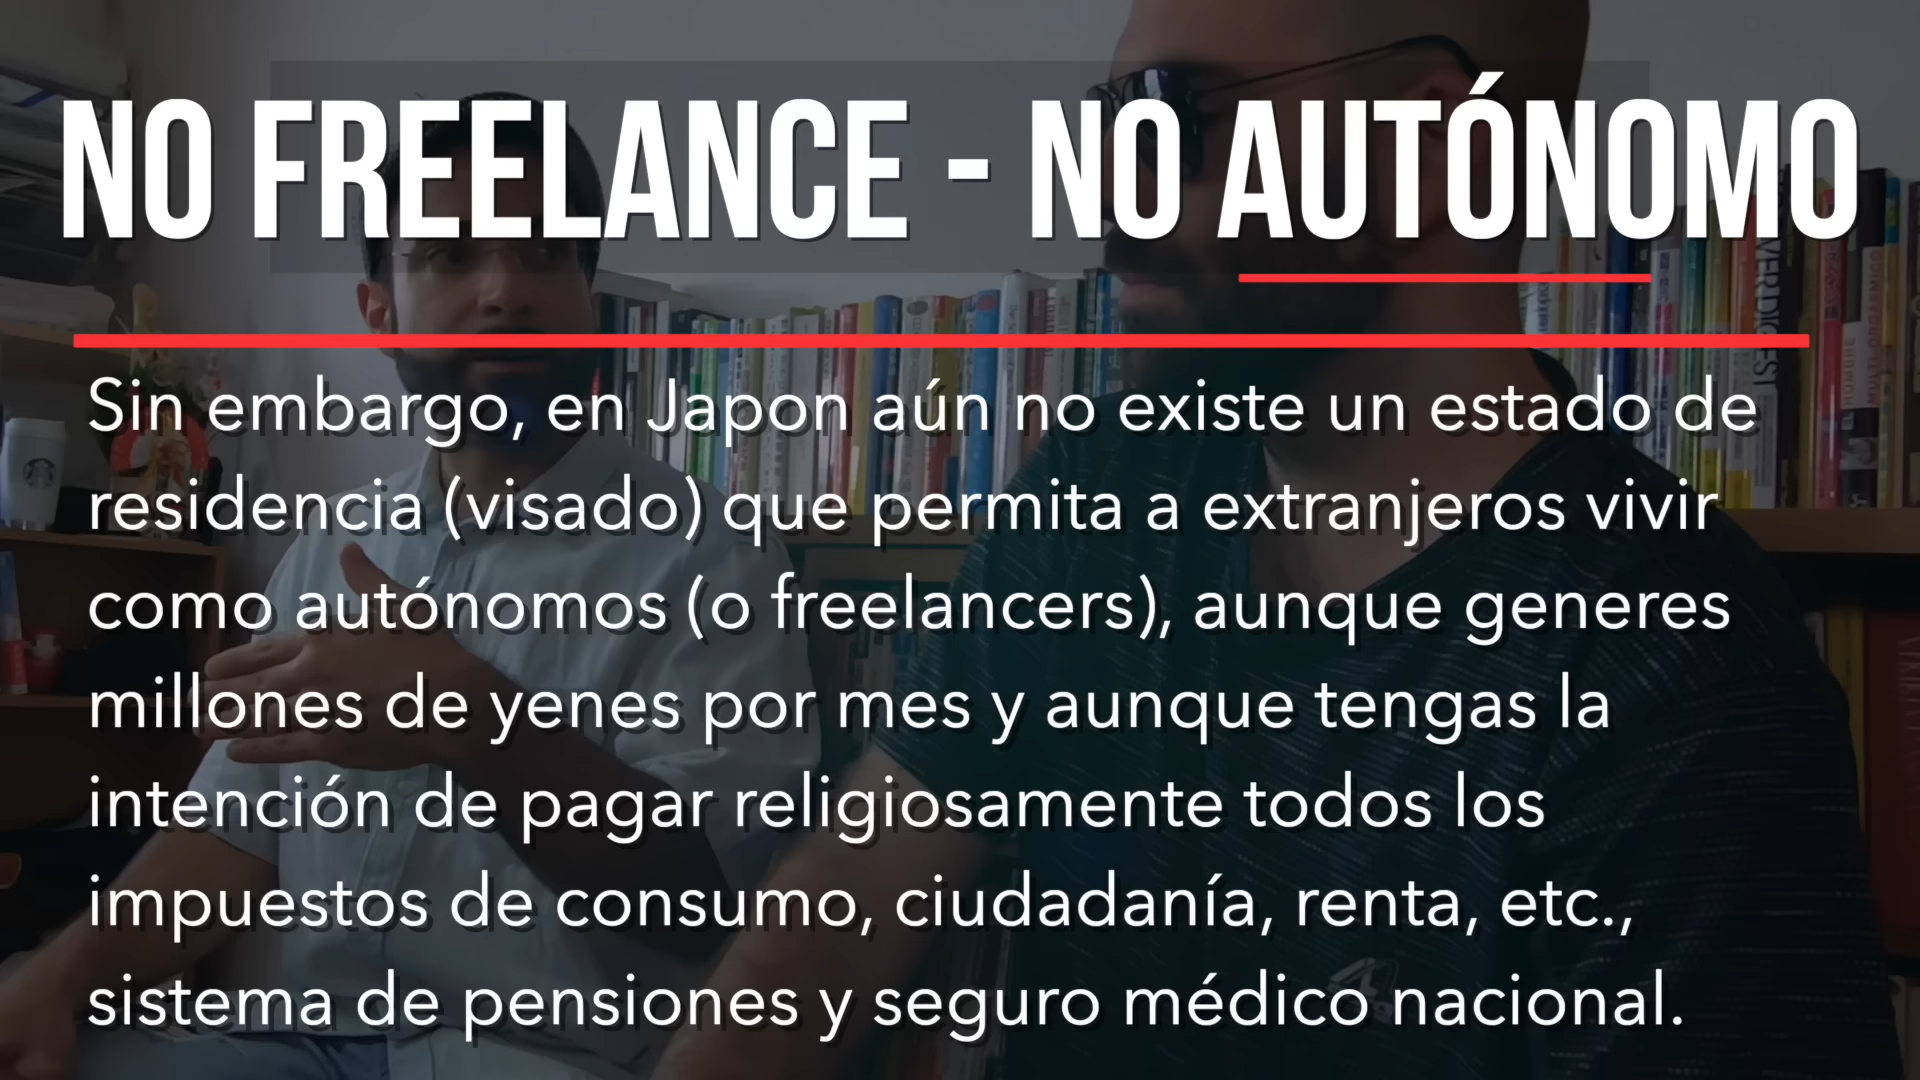 NO FREELANCE - NO AUTÓNOMO
Sin embargo, en Japon aún no existe un estado de
residencia (visado) que permita a extranjeros vivir
como autónomos (o freelancers), aunque generes
millones de yenes por mes y aunque tengas la
intención de pagar religiosamente todos los
impuestos de consumo, ciudadanía, renta, etc.,
sistema de pensiones y seguro médico nacional.